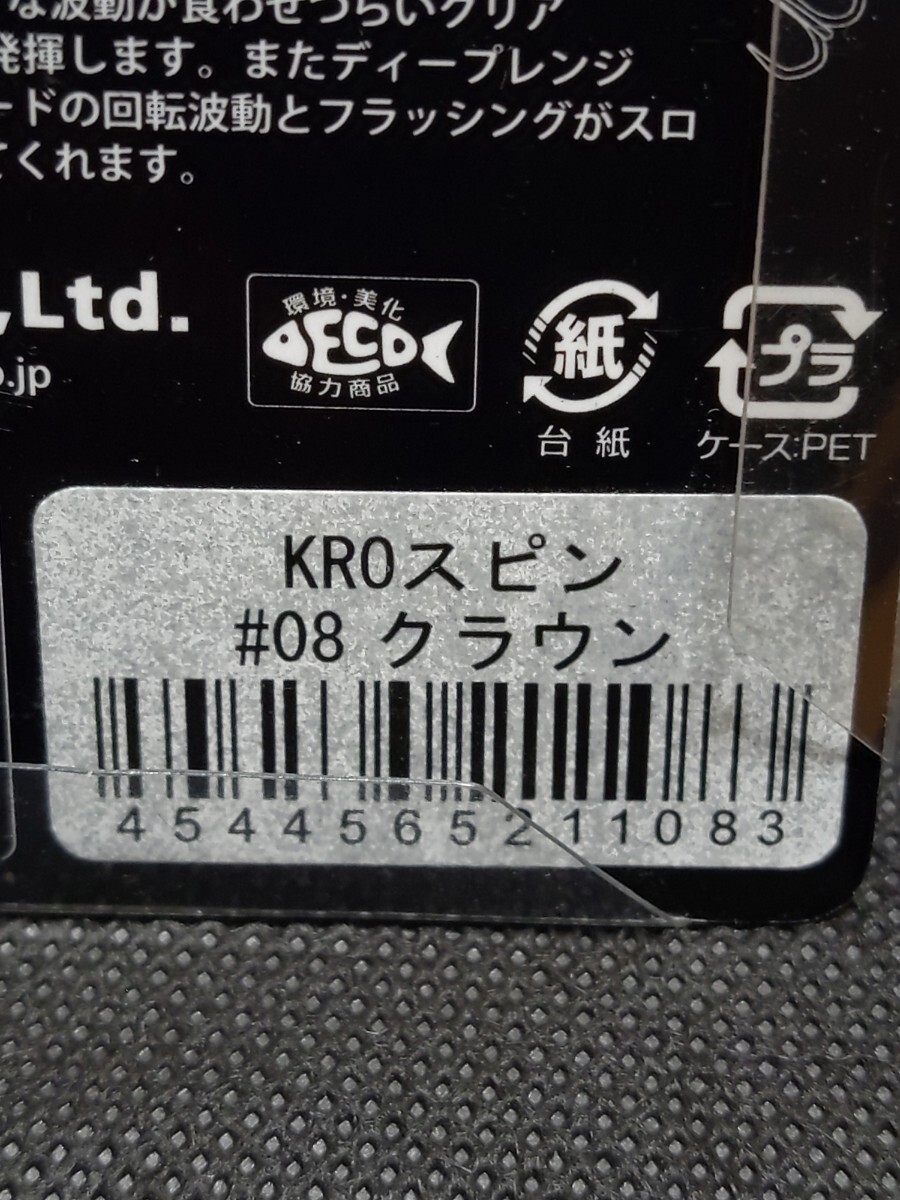 な波動が食わせづらいクリア
発揮します。またディープレンジ
ードの回転波動とフラッシングがスロ
てくれます。
,Ltd.
o.jp
環境・美化
ECO
協力商品
紙
台紙
プラ
ケース:PET
KROスピン
#08 クラウン
4544565211083